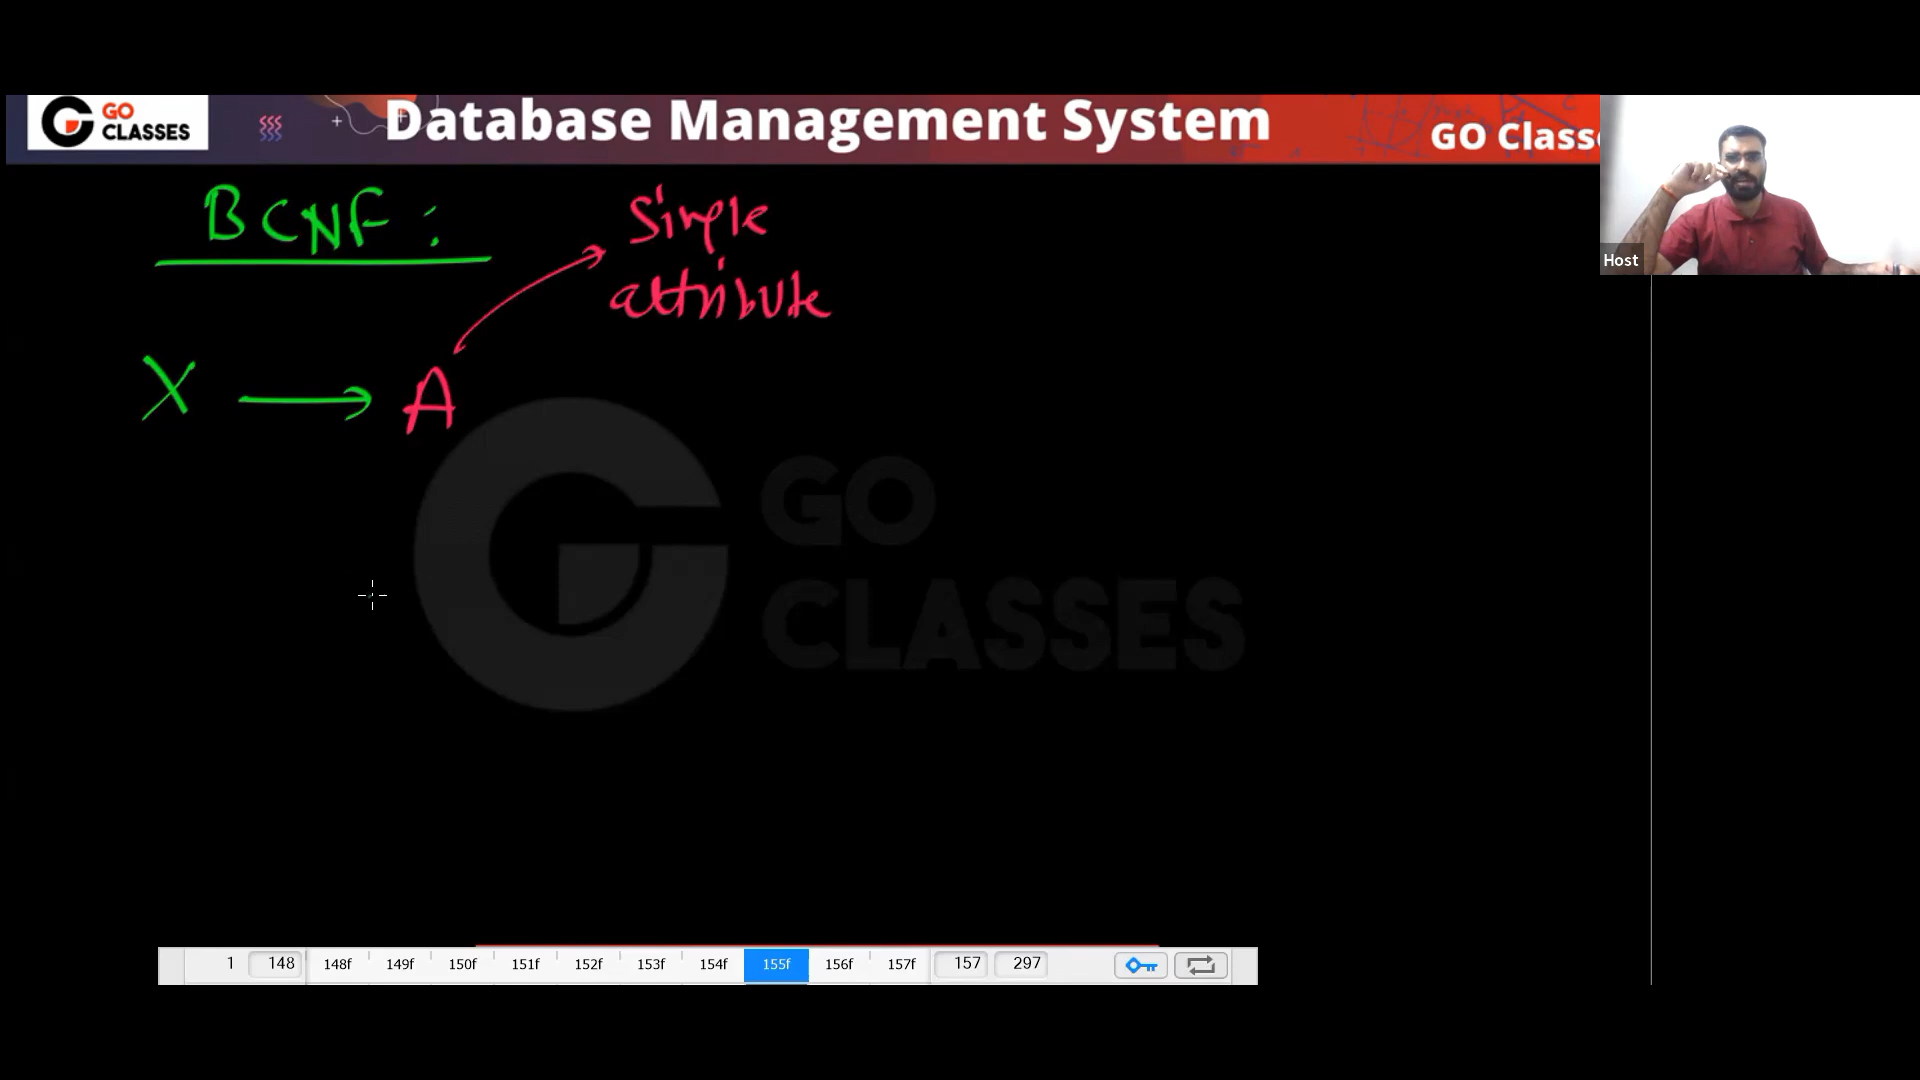 GO
CLASSES
Database Management System
GO Classe
Host
BCNF :
Single
attribute
X → A
GO
CLASSES
1 148 148f 149f 150f 151f 152f 153f 154f 155f 156f 157f 157 297